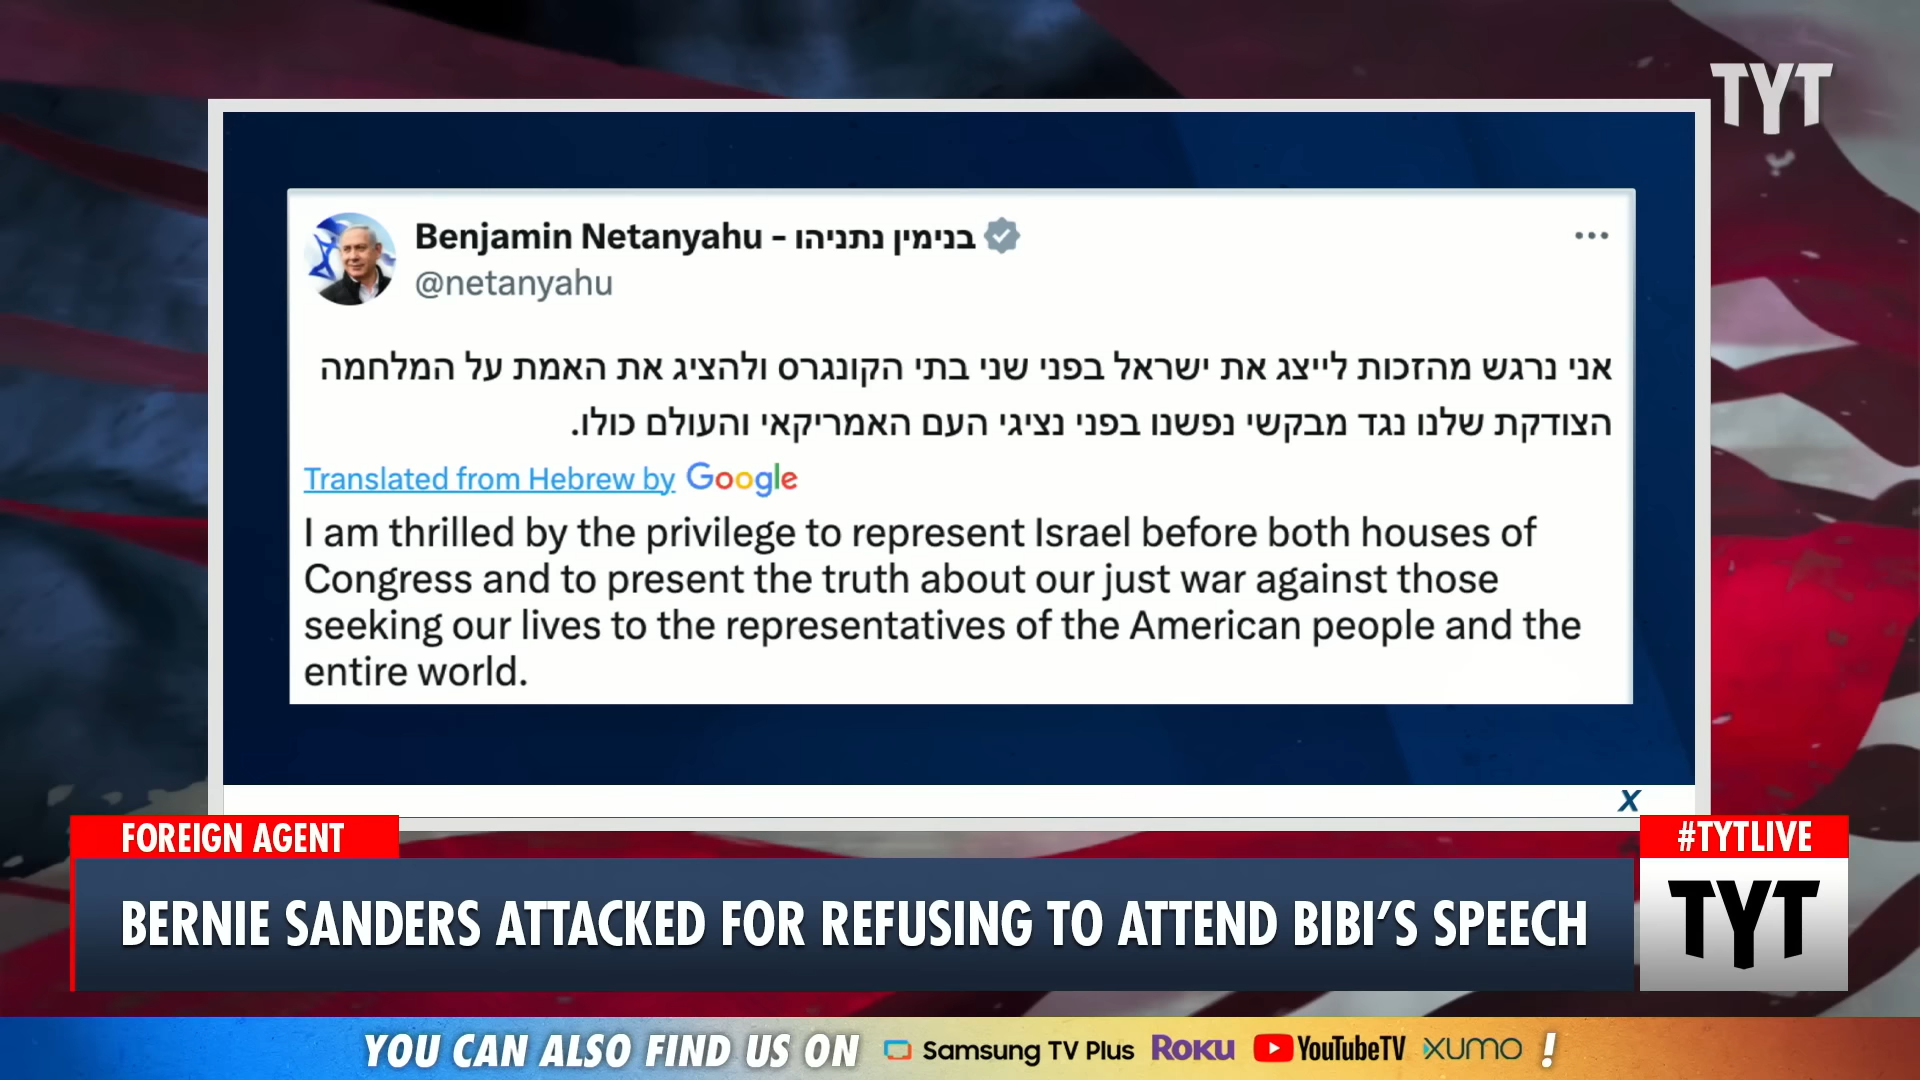 TYT
Benjamin Netanyahu - בנימין נתניהו
@netanyahu
אני נרגש מהזכות לייצג את ישראל בפני שני בתי הקונגרס ולהציג את האמת על המלחמה
הצודקת שלנו נגד מבקשי נפשנו בפני נציגי העם האמריקאי והעולם כולו.
Translated from Hebrew by Google
I am thrilled by the privilege to represent Israel before both houses of
Congress and to present the truth about our just war against those
seeking our lives to the representatives of the American people and the
entire world.
X
FOREIGN AGENT
#TYTLIVE
BERNIE SANDERS ATTACKED FOR REFUSING TO ATTEND BIBI'S SPEECH
TYT
YOU CAN ALSO FIND US ON Samsung TV Plus ROKU YouTubeTV XUMO !